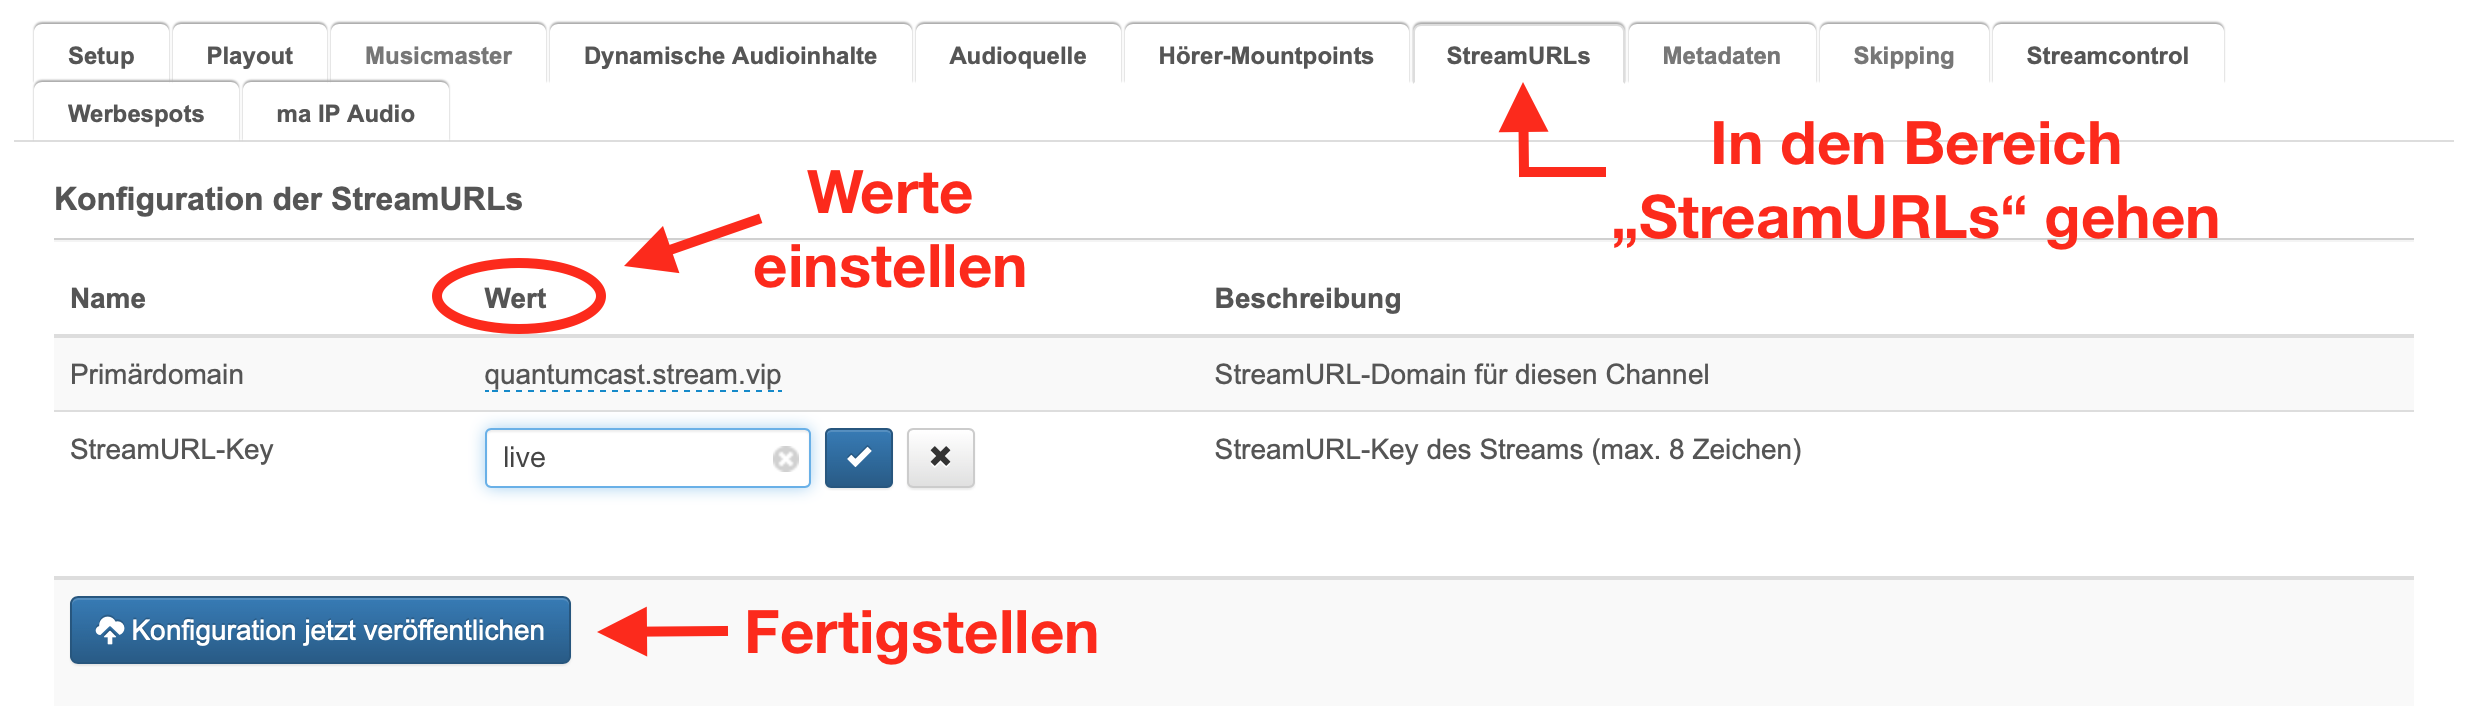 Setup Playout Musicmaster Dynamische Audioinhalte Audioquelle Hörer-Mountpoints StreamURLs Metadaten Skipping Streamcontrol
Werbespots ma IP Audio
In den Bereich
„StreamURLs“ gehen
Konfiguration der StreamURLs
Werte
einstellen
Name Wert Beschreibung
Primärdomain quantumcast.stream.vip StreamURL-Domain für diesen Channel
StreamURL-Key live StreamURL-Key des Streams (max. 8 Zeichen)
Konfiguration jetzt veröffentlichen
Fertigstellen